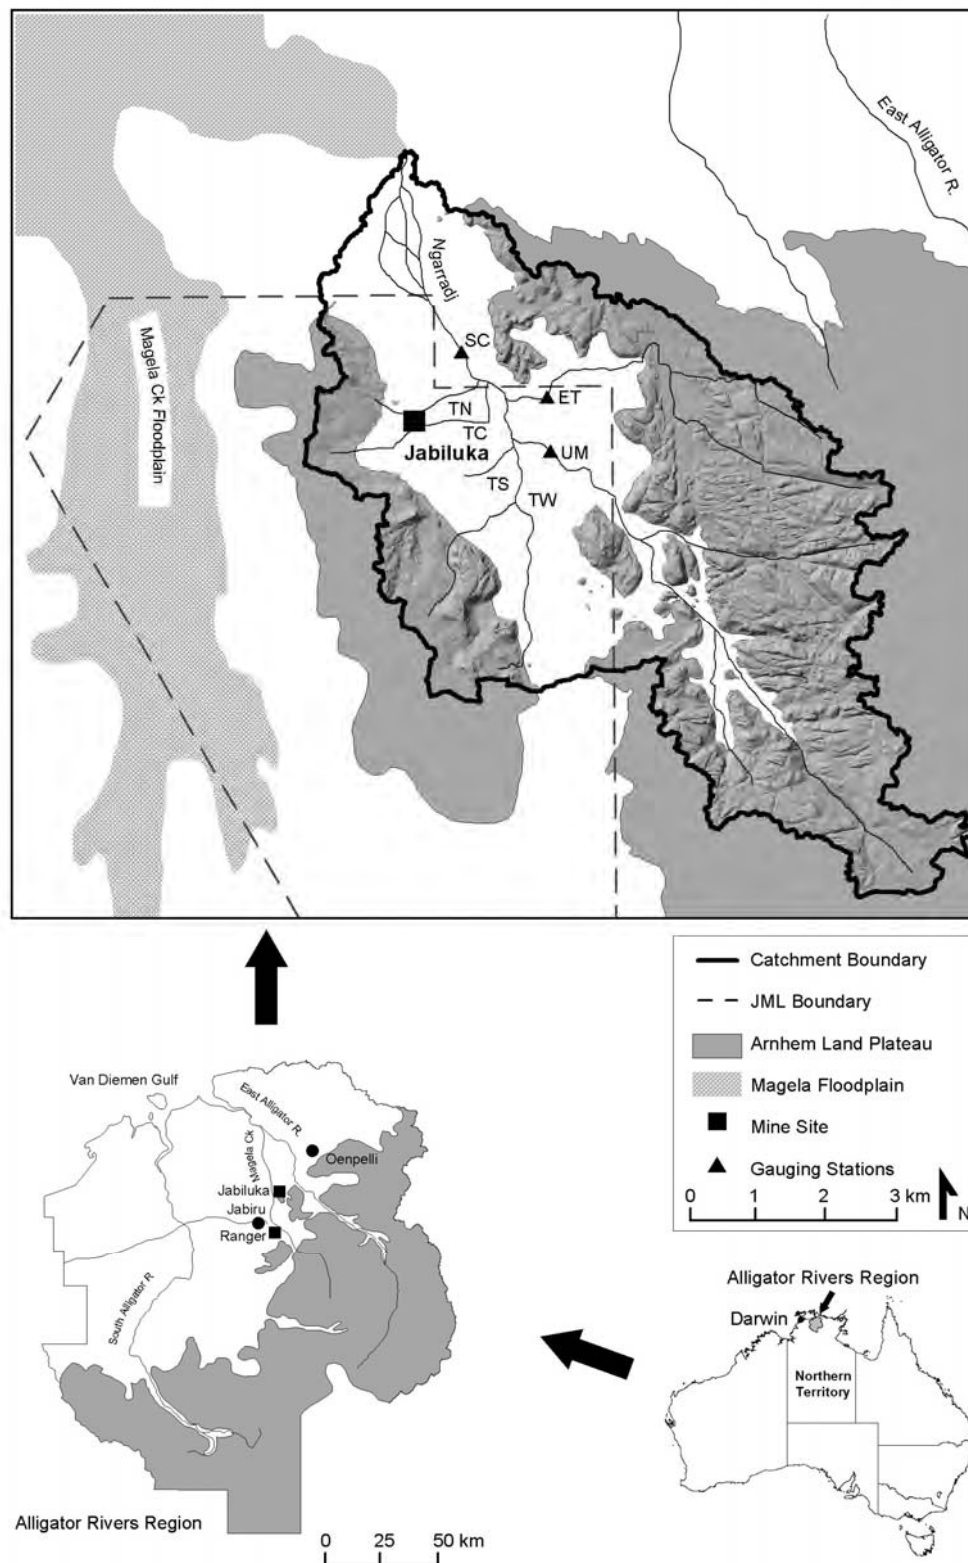 East Alligator R.
Ngarradj
Magela Ck Floodplain
SC
ET
TN
TC
Jabiluka
UM
TS
TW
Catchment Boundary
JML Boundary
Arnhem Land Plateau
Magela Floodplain
Mine Site
Gauging Stations
0 1 2 3 km
N
Van Diemen Gulf
East Alligator R.
Magela Ck
Oenpelli
Jabiluka
Jabiru
Ranger
South Alligator R
Alligator Rivers Region
0 25 50 km
Alligator Rivers Region
Darwin
Northern
Territory